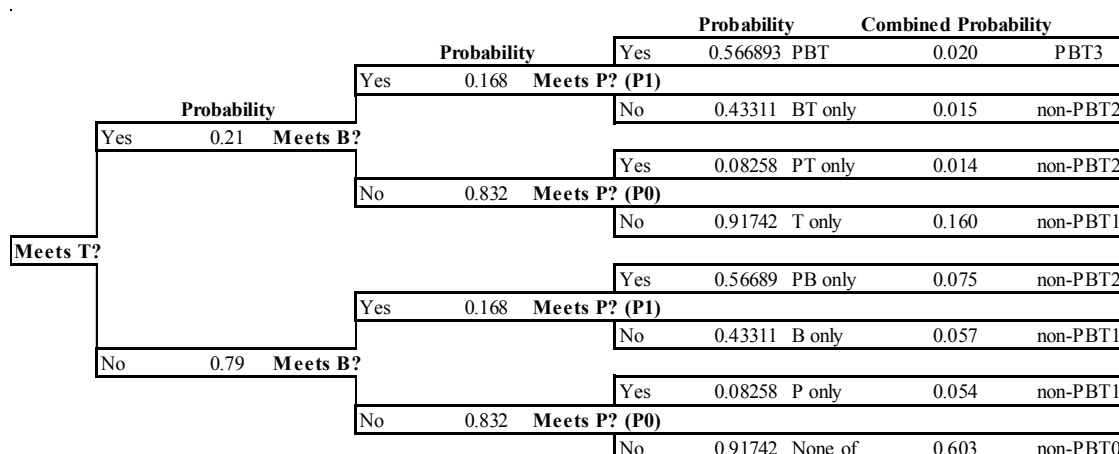 .
Probability Combined Probability
Probability Yes 0.566893 PBT 0.020 PBT3
Yes 0.168 Meets P? (P1)
Probability No 0.43311 BT only 0.015 non-PBT2
Yes 0.21 Meets B?
Yes 0.08258 PT only 0.014 non-PBT2
No 0.832 Meets P? (P0)
No 0.91742 T only 0.160 non-PBT1
Meets T?
Yes 0.56689 PB only 0.075 non-PBT2
Yes 0.168 Meets P? (P1)
No 0.43311 B only 0.057 non-PBT1
No 0.79 Meets B?
Yes 0.08258 P only 0.054 non-PBT1
No 0.832 Meets P? (P0)
No 0.91742 None of 0.603 non-PBT0